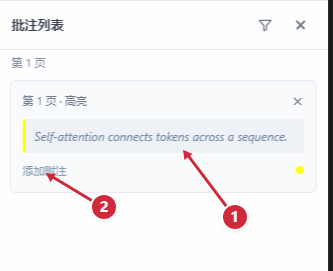 批注列表
第 1 页
第 1 页 · 高亮
Self-attention connects tokens across a sequence.
添加附注
1
2